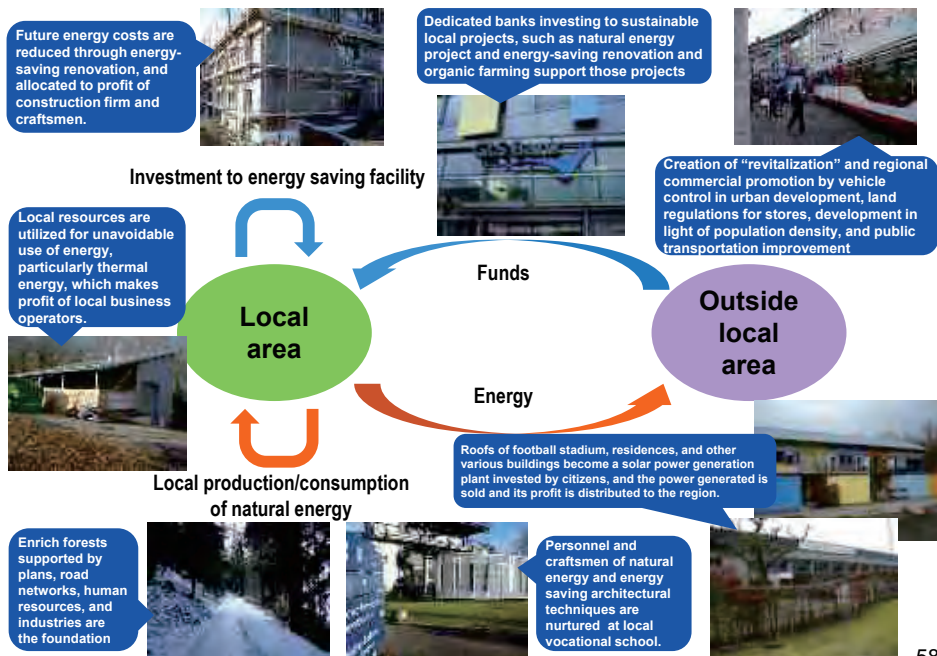 Future energy costs are
reduced through energy-
saving renovation, and
allocated to profit of
construction firm and
craftsmen.
Dedicated banks investing to sustainable
local projects, such as natural energy
project and energy-saving renovation and
organic farming support those projects
Creation of “revitalization” and regional
commercial promotion by vehicle
control in urban development, land
regulations for stores, development in
light of population density, and public
transportation improvement
Investment to energy saving facility
Local resources are
utilized for unavoidable
use of energy,
particularly thermal
energy, which makes
profit of local business
operators.
Funds
Local
area
Outside
local
area
Energy
Local production/consumption
of natural energy
Roofs of football stadium, residences, and other
various buildings become a solar power generation
plant invested by citizens, and the power generated is
sold and its profit is distributed to the region.
Enrich forests
supported by
plans, road
networks, human
resources, and
industries are
the foundation
Personnel and
craftsmen of natural
energy and energy
saving architectural
techniques are
nurtured at local
vocational school.
58